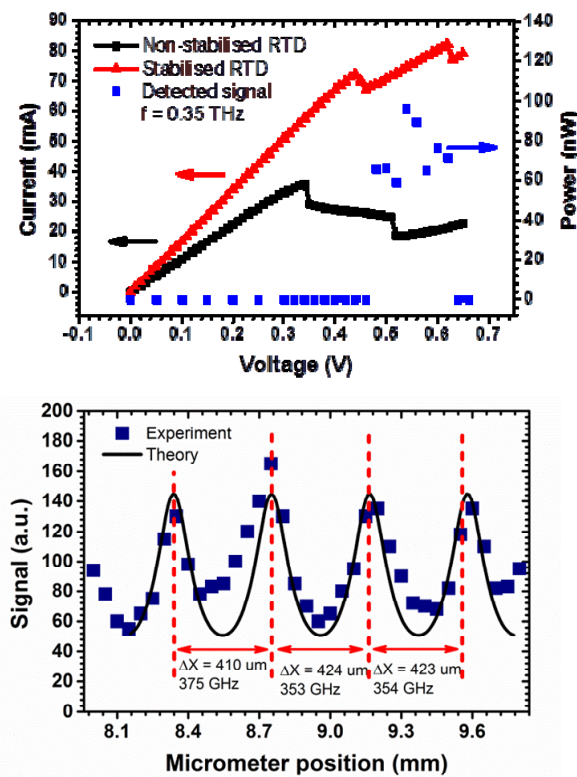 Non-stabilised RTD
Stabilised RTD
Detected signal
f = 0.35 THz
Current (mA)
90
80
70
60
50
40
30
20
10
0
Power (nW)
140
120
100
80
60
40
20
0
-0.1 0.0 0.1 0.2 0.3 0.4 0.5 0.6 0.7
Voltage (V)
Experiment
Theory
Signal (a.u.)
200
180
160
140
120
100
80
60
40
20
0
ΔX = 410 um
375 GHz
ΔX = 424 um
353 GHz
ΔX = 423 um
354 GHz
8.1 8.4 8.7 9.0 9.3 9.6
Micrometer position (mm)